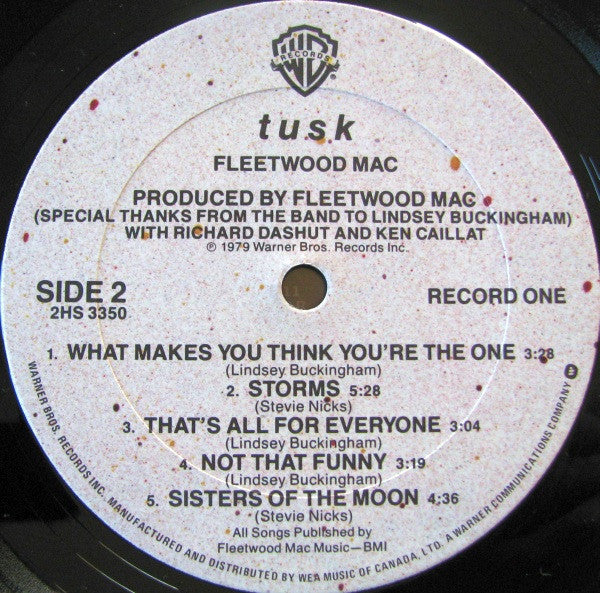 WB
RECORDS
tusk
FLEETWOOD MAC
PRODUCED BY FLEETWOOD MAC
(SPECIAL THANKS FROM THE BAND TO LINDSEY BUCKINGHAM)
WITH RICHARD DASHUT AND KEN CAILLAT
℗ 1979 Warner Bros. Records Inc.
SIDE 2
2HS 3350
RECORD ONE
1. WHAT MAKES YOU THINK YOU'RE THE ONE 3:28
(Lindsey Buckingham)
2. STORMS 5:28
(Stevie Nicks)
3. THAT'S ALL FOR EVERYONE 3:04
(Lindsey Buckingham)
4. NOT THAT FUNNY 3:19
(Lindsey Buckingham)
5. SISTERS OF THE MOON 4:36
(Stevie Nicks)
All Songs Published by
Fleetwood Mac Music—BMI
WARNER BROS. RECORDS INC. MANUFACTURED AND DISTRIBUTED BY WEA MUSIC OF CANADA, LTD. A WARNER COMMUNICATIONS COMPANY